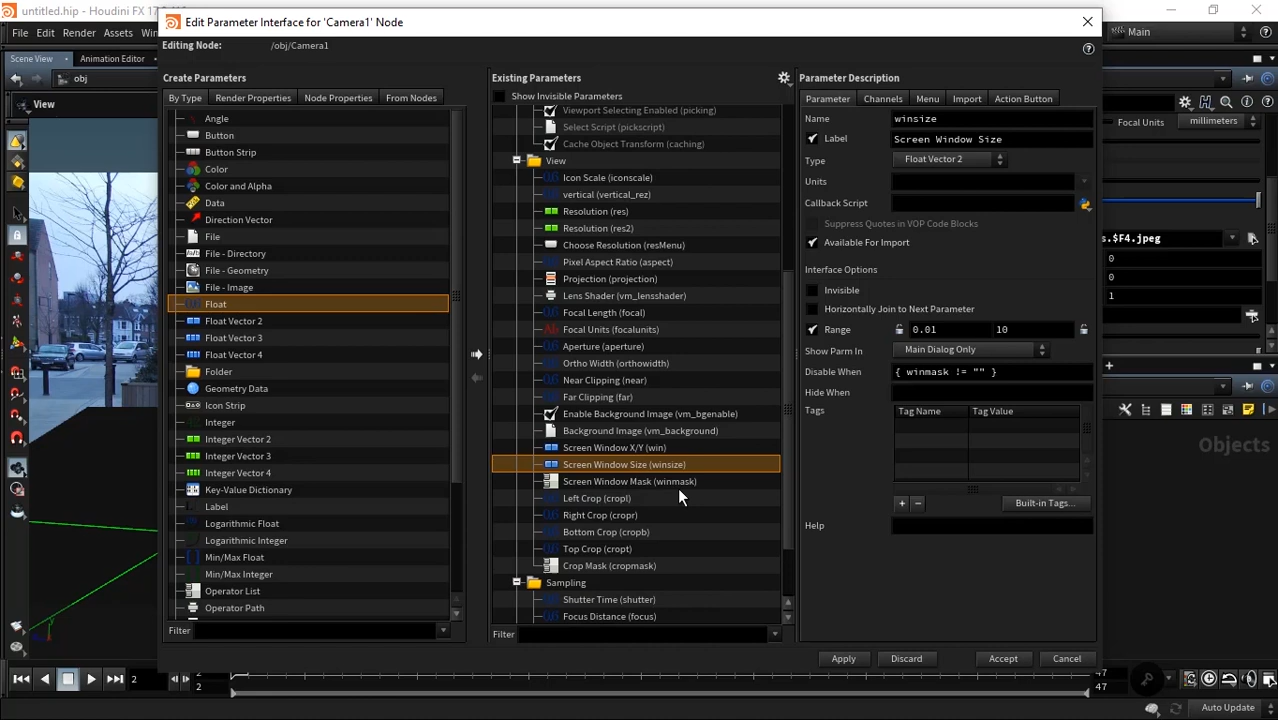 untitled.hip - Houdini FX 17
Edit Parameter Interface for 'Camera1' Node
File Edit Render Assets
Main
Scene View Animation Editor
obj
View
Editing Node: /obj/Camera1
Create Parameters
By Type Render Properties Node Properties From Nodes
Angle
Button
Button Strip
Color
Color and Alpha
Data
Direction Vector
File
File - Directory
File - Geometry
File - Image
Float
Float Vector 2
Float Vector 3
Float Vector 4
Folder
Geometry Data
Icon Strip
Integer
Integer Vector 2
Integer Vector 3
Integer Vector 4
Key-Value Dictionary
Label
Logarithmic Float
Logarithmic Integer
Min/Max Float
Min/Max Integer
Operator List
Operator Path
Filter
Existing Parameters
Show Invisible Parameters
Viewport Selecting Enabled (picking)
Select Script (pickscript)
Cache Object Transform (caching)
View
Icon Scale (iconscale)
vertical (vertical_rez)
Resolution (res)
Resolution (res2)
Choose Resolution (resMenu)
Pixel Aspect Ratio (aspect)
Projection (projection)
Lens Shader (vm_lensshader)
Focal Length (focal)
Focal Units (focalunits)
Aperture (aperture)
Ortho Width (orthowidth)
Near Clipping (near)
Far Clipping (far)
Enable Background Image (vm_bgenable)
Background Image (vm_background)
Screen Window X/Y (win)
Screen Window Size (winsize)
Screen Window Mask (winmask)
Left Crop (cropl)
Right Crop (cropr)
Bottom Crop (cropb)
Top Crop (cropt)
Crop Mask (cropmask)
Sampling
Shutter Time (shutter)
Focus Distance (focus)
Filter
Parameter Description
Parameter Channels Menu Import Action Button
Name winsize
Label Screen Window Size
Type Float Vector 2
Units
Callback Script
Suppress Quotes in VOP Code Blocks
Available For Import
Interface Options
Invisible
Horizontally Join to Next Parameter
Range 0.01 10
Show Parm In Main Dialog Only
Disable When { winmask != "" }
Hide When
Tags Tag Name Tag Value
+ - Built-in Tags...
Help
Apply Discard Accept Cancel
Focal Units millimeters
s.$F4.jpeg
0
0
1
Objects
2 2
2
47
47
Auto Update